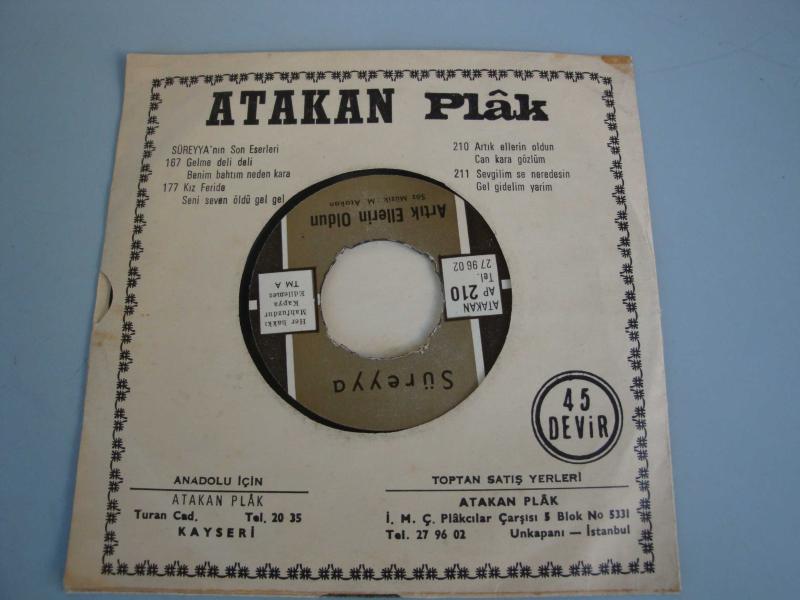 ATAKAN Plâk
SÜREYYA'nın Son Eserleri
167 Gelme deli deli
Benim bahtım neden kara
177 Kız Feride
Seni seven öldü gel gel
210 Artık ellerin oldun
Can kara gözlüm
211 Sevgilim se neredesin
Gel gidelim yarim
Artık Ellerin Oldun
Söz Müzik : M. Atakan
ATAKAN
AP 210
Tel.
27 96 02
Her hakkı
Mahfuzdur
Kapya
Edilemes
TM A
Süreyya
45
DEVİR
ANADOLU İÇİN
ATAKAN PLÂK
Turan Cad. Tel. 20 35
KAYSERİ
TOPTAN SATIŞ YERLERİ
ATAKAN PLÂK
İ. M. Ç. Plâkcılar Çarşısı 5 Blok No 5331
Tel. 27 96 02 Unkapanı — İstanbul